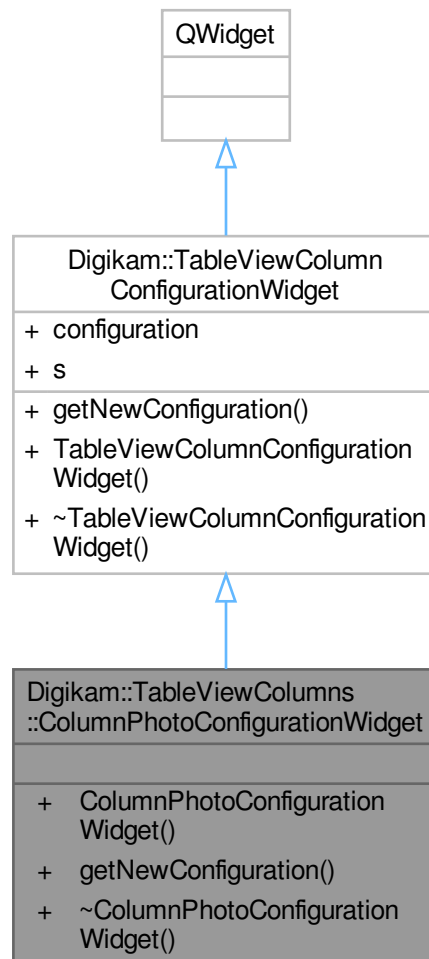 QWidget
Digikam::TableViewColumn
ConfigurationWidget
+ configuration
+ s
+ getNewConfiguration()
+ TableViewColumnConfiguration
Widget()
+ ~TableViewColumnConfiguration
Widget()
Digikam::TableViewColumns
::ColumnPhotoConfigurationWidget
+ ColumnPhotoConfiguration
Widget()
+ getNewConfiguration()
+ ~ColumnPhotoConfiguration
Widget()